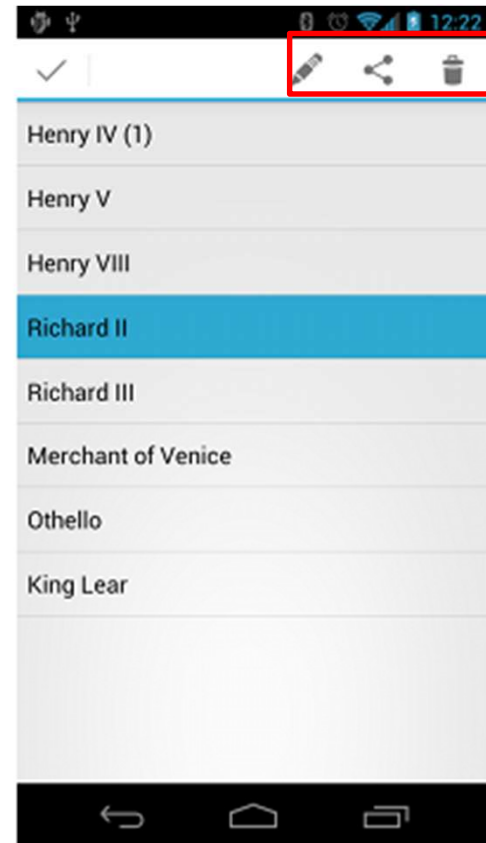 12:22
Henry IV (1)
Henry V
Henry VIII
Richard II
Richard III
Merchant of Venice
Othello
King Lear